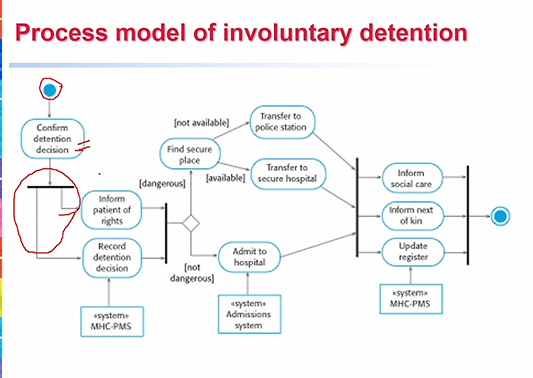 Process model of involuntary detention
Confirm
detention
decision
Inform
patient of
rights
Record
detention
decision
«system»
MHC-PMS
[dangerous]
[not
dangerous]
Find secure
place
[not available]
[available]
Transfer to
police station
Transfer to
secure hospital
Admit to
hospital
«system»
Admissions
system
Inform
social care
Inform next
of kin
Update
register
«system»
MHC-PMS